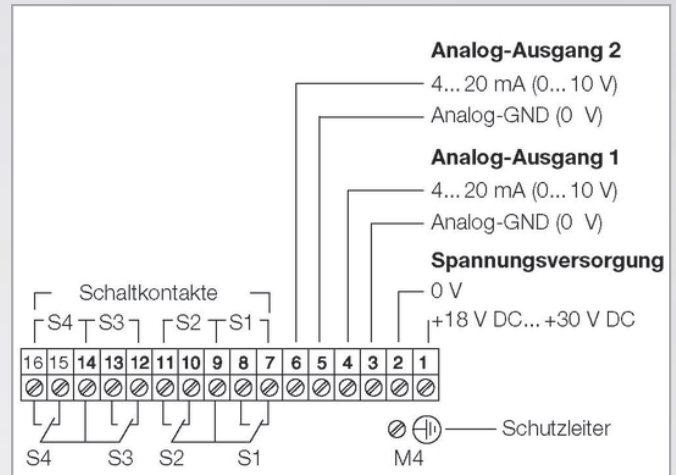 Analog-Ausgang 2
4... 20 mA (0... 10 V)
Analog-GND (0 V)
Analog-Ausgang 1
4... 20 mA (0... 10 V)
Analog-GND (0 V)
Spannungsversorgung
0 V
+18 V DC... +30 V DC
Schaltkontakte
S4 S3 S2 S1
16 15 14 13 12 11 10 9 8 7 6 5 4 3 2 1
Schutzleiter
S4 S3 S2 S1 M4